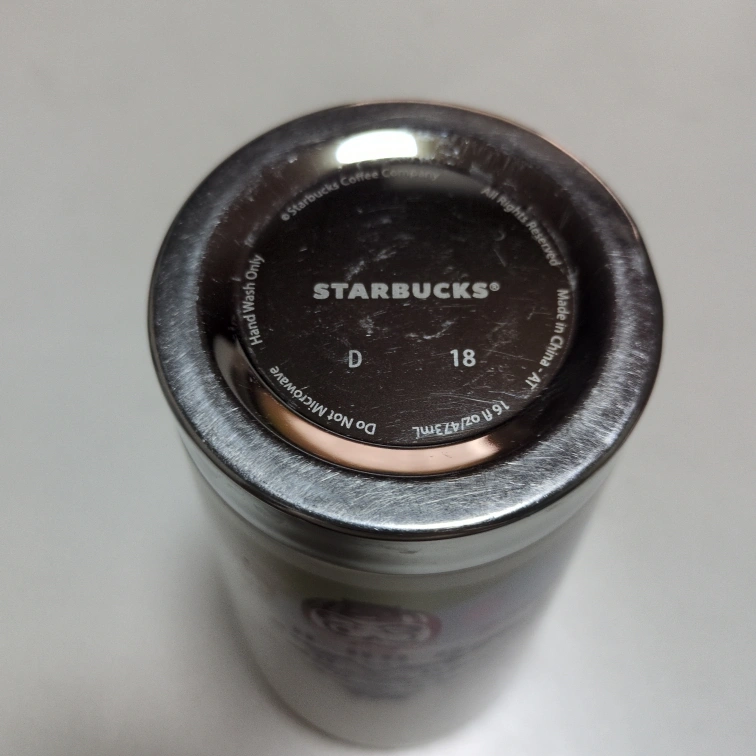 © Starbucks Coffee Company
All Rights Reserved
Made in China - AT
16 fl oz/473mL
Do Not Microwave
Hand Wash Only
STARBUCKS®
D 18